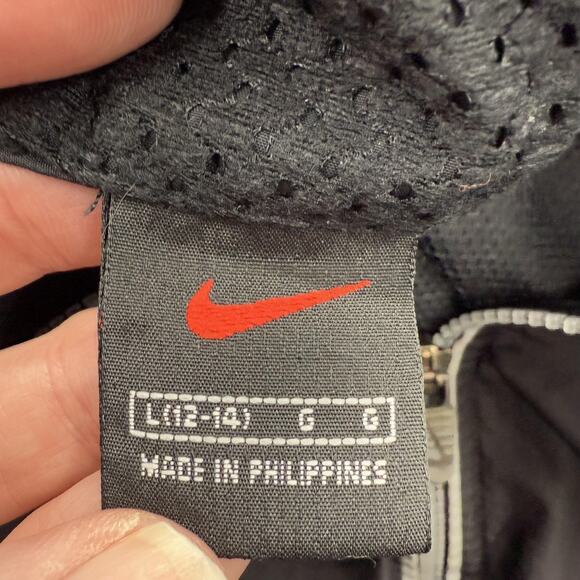 L(12-14) G G
MADE IN PHILIPPINES